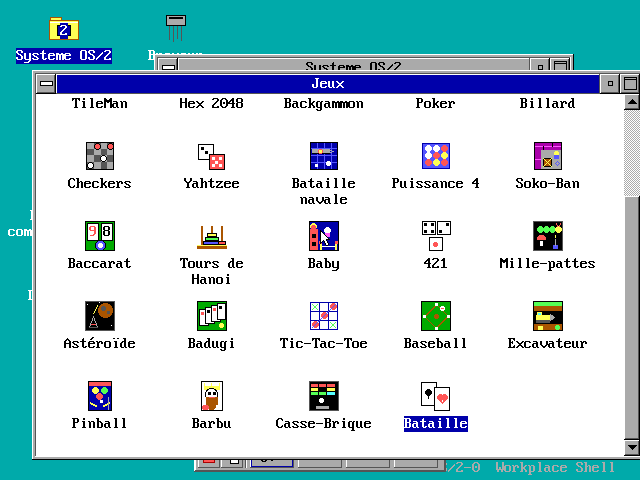 Systeme OS/2
Systeme OS/2
Jeux
TileMan Hex 2048 Backgammon Poker Billard
Checkers Yahtzee Bataille navale Puissance 4 Soko-Ban
Baccarat Tours de Hanoi Baby 421 Mille-pattes
Astéroïde Badugi Tic-Tac-Toe Baseball Excavateur
Pinball Barbu Casse-Brique Bataille
/2-0 Workplace Shell